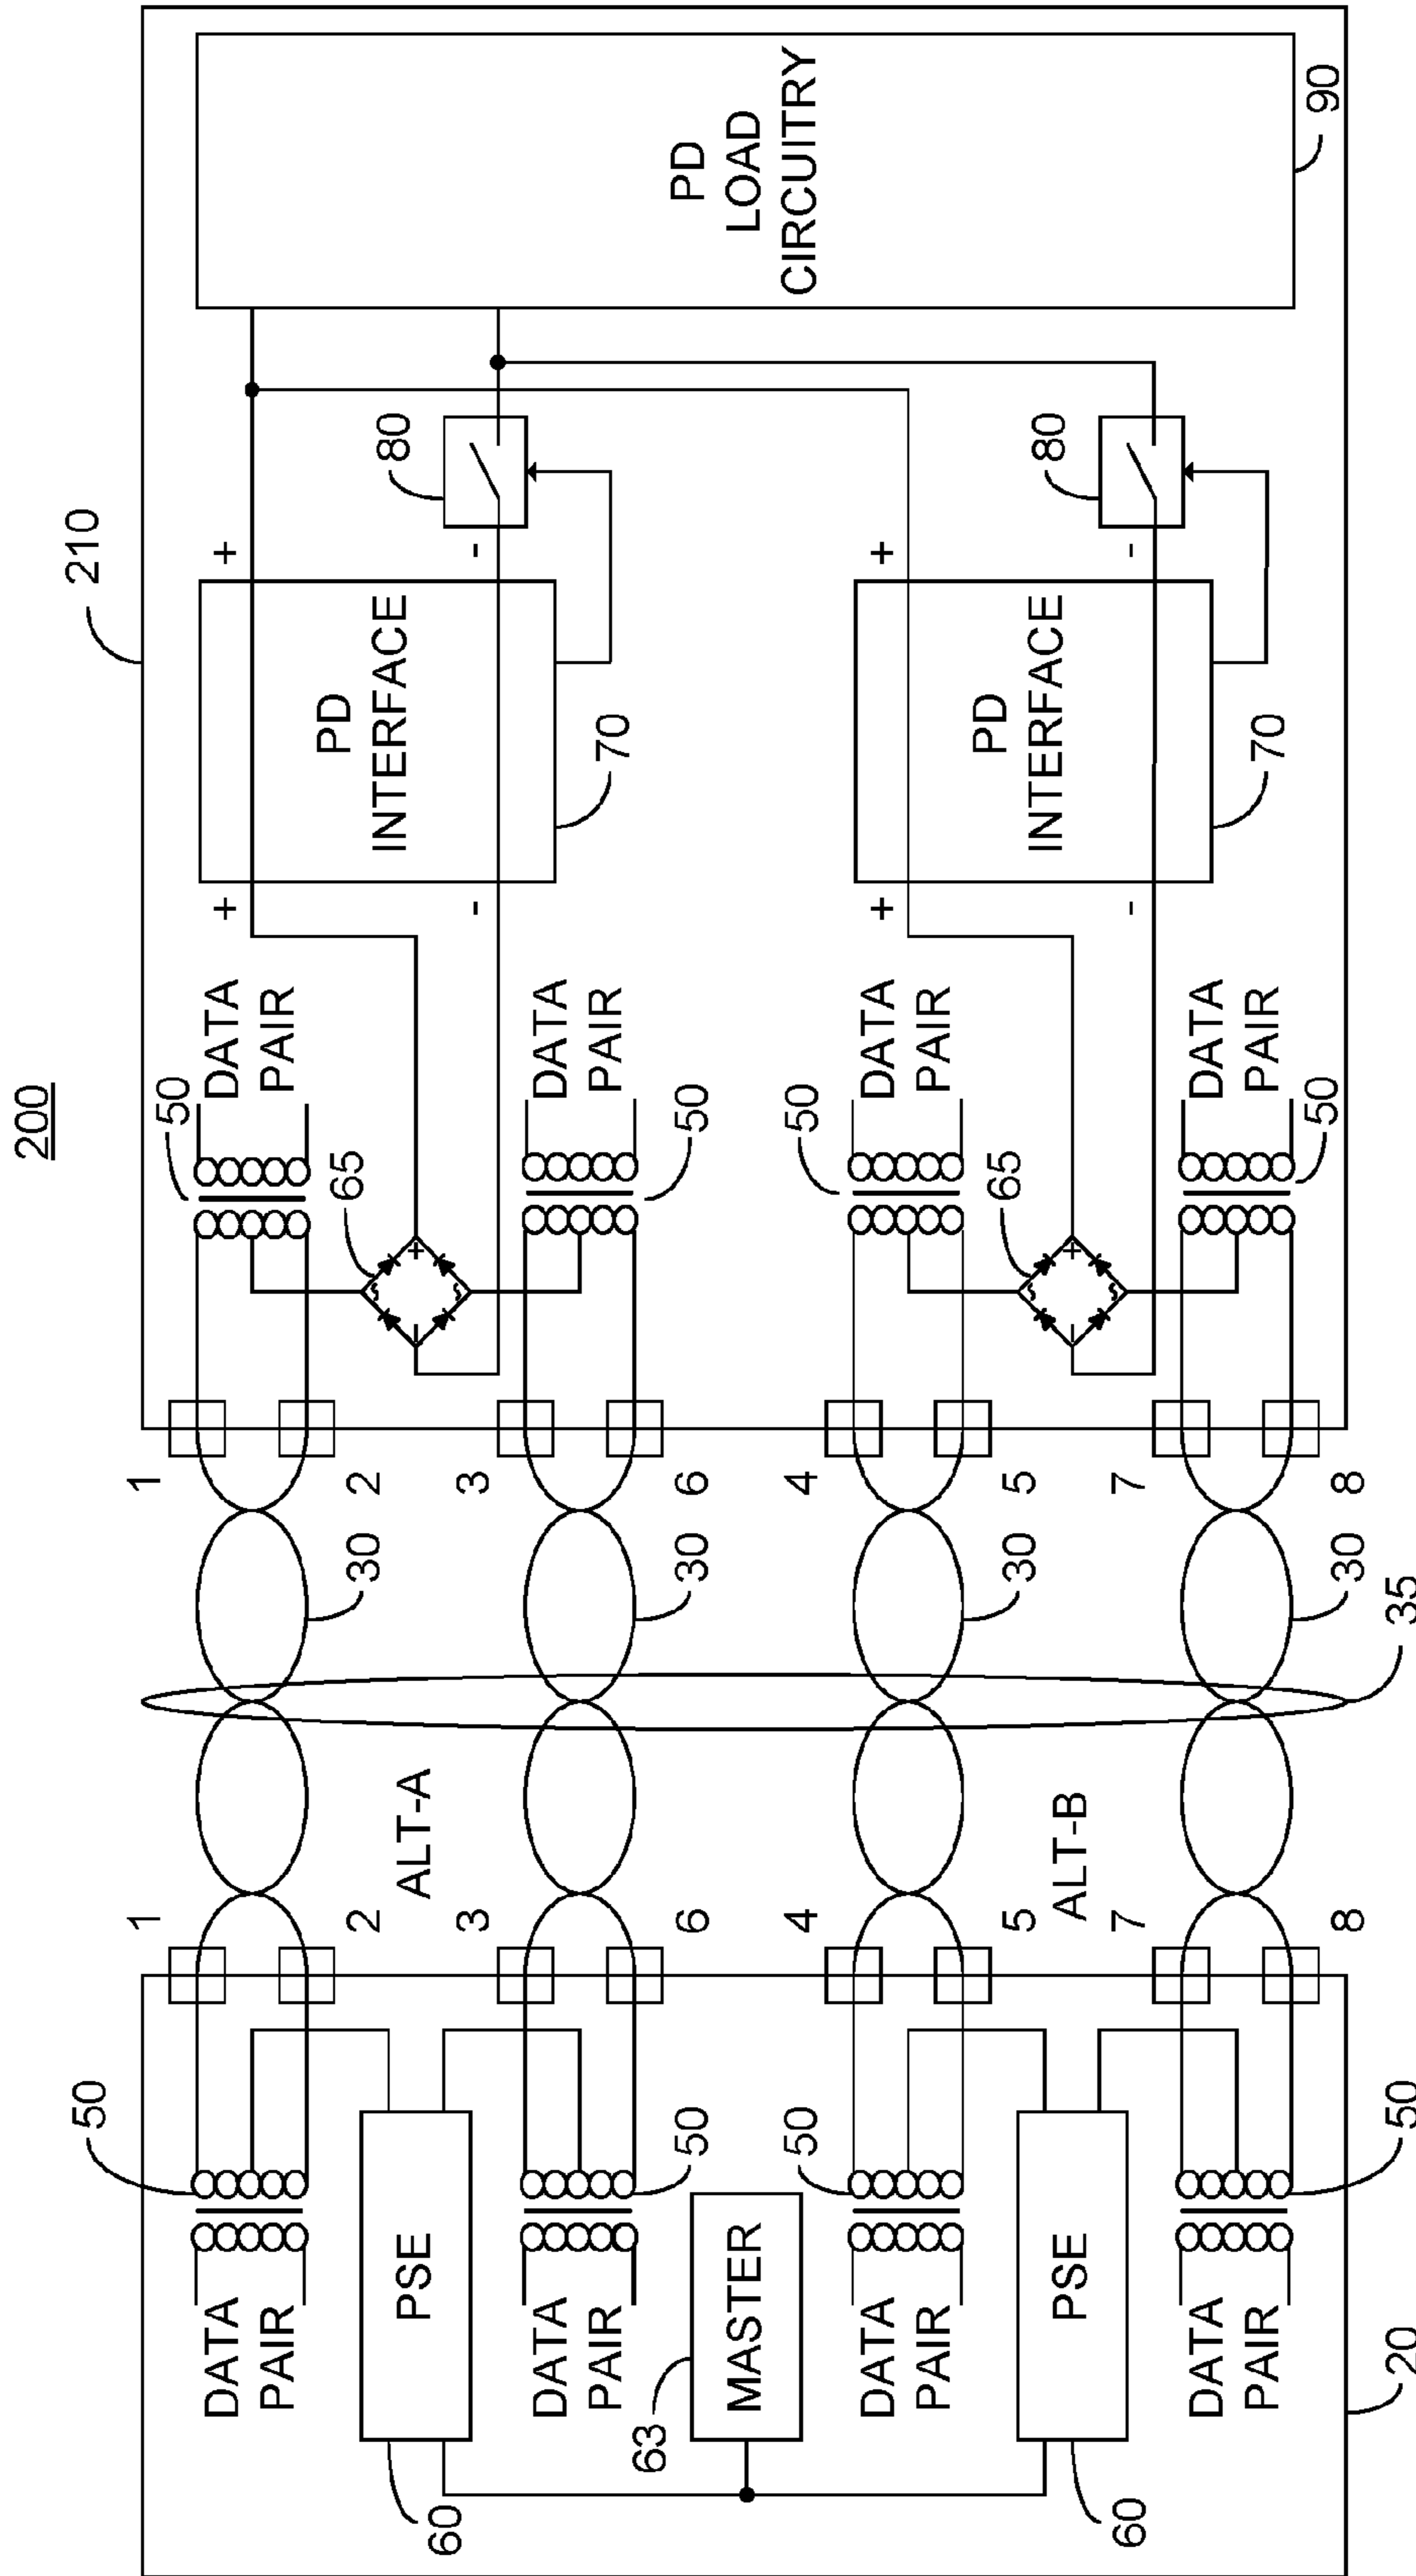 200
50
210
1
1
50
DATA
PAIR
DATA
PAIR
+
+
65
2
2
30
80
PSE
ALT-A
PD
INTERFACE
60
3
3
-
-
DATA
PAIR
DATA
PAIR
70
63
50
6
6
30
50
PD
LOAD
CIRCUITRY
MASTER
50
4
4
50
DATA
PAIR
DATA
PAIR
+
+
65
5
5
30
80
PSE
ALT-B
PD
INTERFACE
60
7
7
-
-
DATA
PAIR
DATA
PAIR
70
50
90
8
8
30
20
50
35